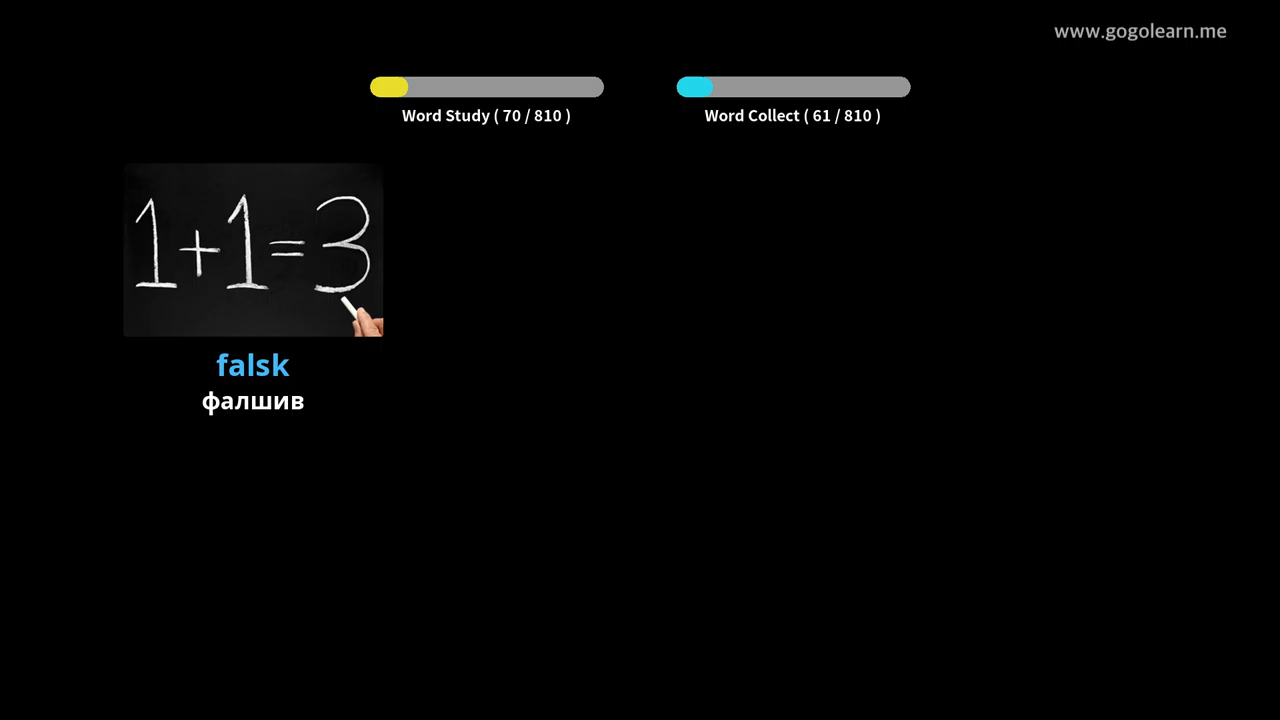 www.gogolearn.me
Word Study ( 70 / 810 )
Word Collect ( 61 / 810 )
1+1=3
falsk
фалшив